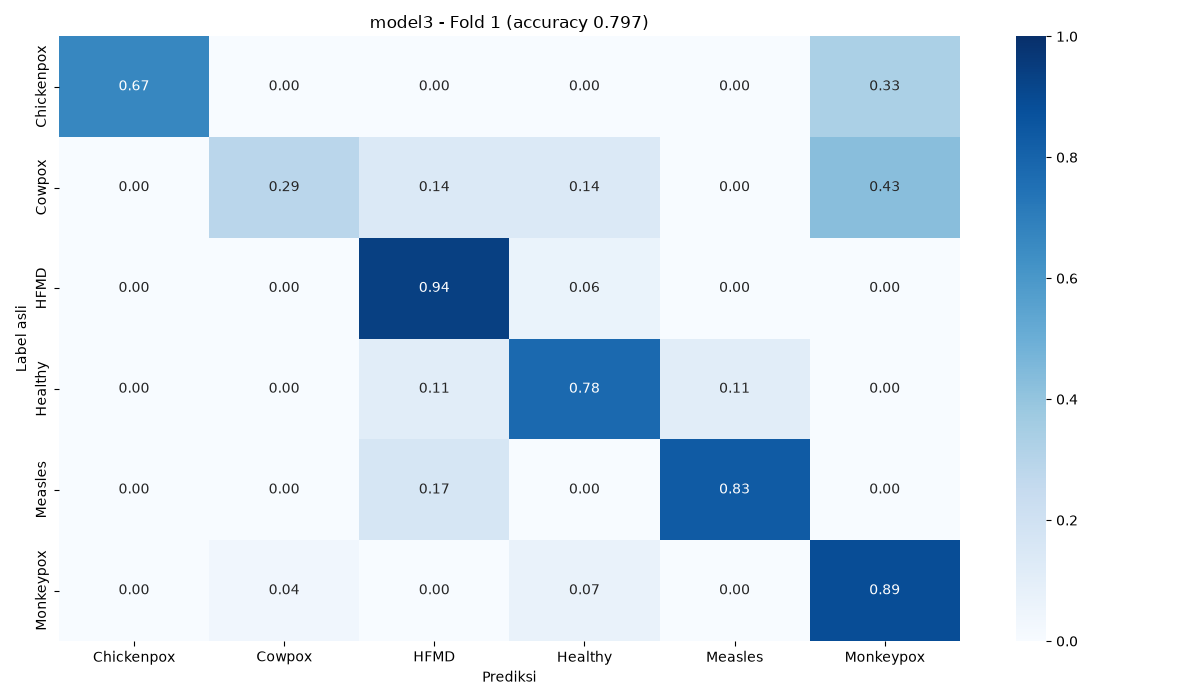 model3 - Fold 1 (accuracy 0.797)
Chickenpox 0.67 0.00 0.00 0.00 0.00 0.33
Cowpox 0.00 0.29 0.14 0.14 0.00 0.43
HFMD 0.00 0.00 0.94 0.06 0.00 0.00
Healthy 0.00 0.00 0.11 0.78 0.11 0.00
Measles 0.00 0.00 0.17 0.00 0.83 0.00
Monkeypox 0.00 0.04 0.00 0.07 0.00 0.89
Label asli
Chickenpox Cowpox HFMD Healthy Measles Monkeypox
Prediksi
1.0
0.8
0.6
0.4
0.2
0.0